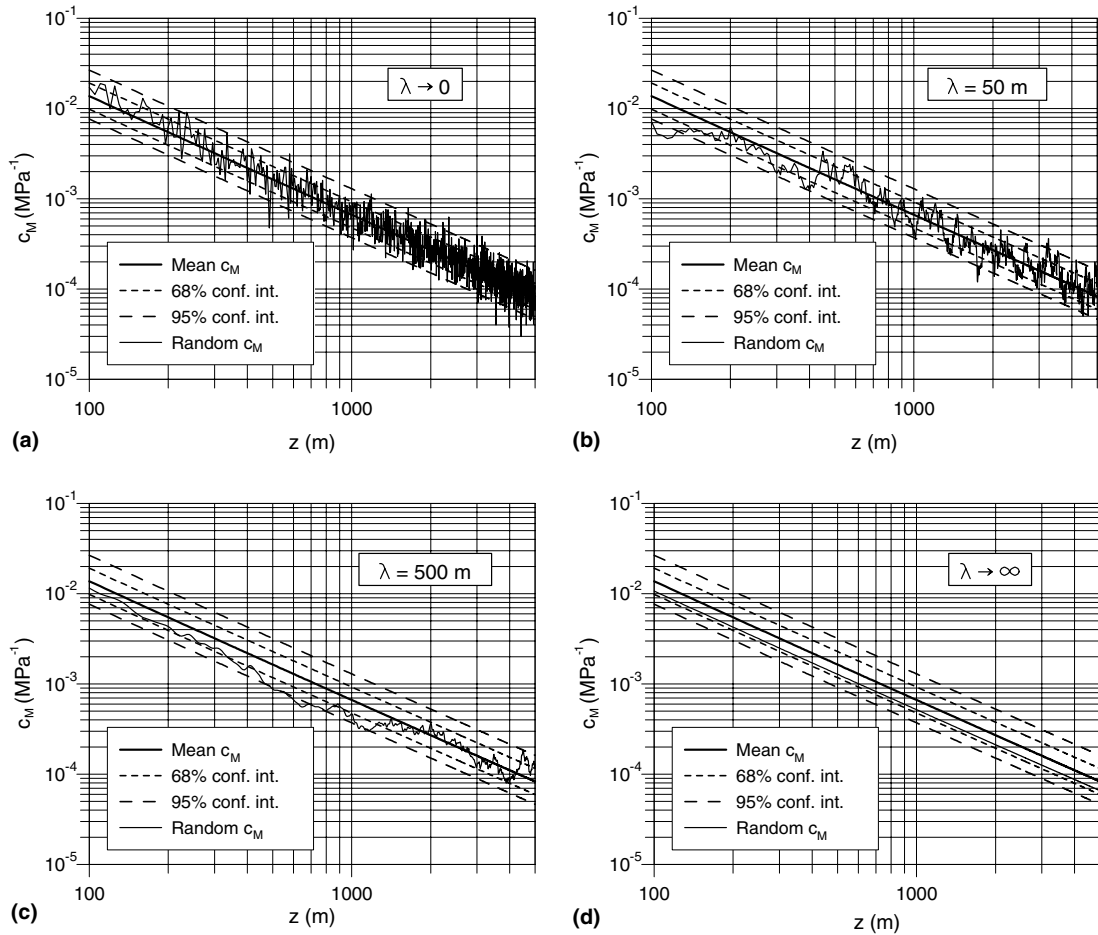 10⁻¹
10⁻²
10⁻³
10⁻⁴
10⁻⁵
c_M (MPa⁻¹)
λ → 0
Mean c_M
68% conf. int.
95% conf. int.
Random c_M
100
1000
z (m)
(a)
10⁻¹
10⁻²
10⁻³
10⁻⁴
10⁻⁵
c_M (MPa⁻¹)
λ = 50 m
Mean c_M
68% conf. int.
95% conf. int.
Random c_M
100
1000
z (m)
(b)
10⁻¹
10⁻²
10⁻³
10⁻⁴
10⁻⁵
c_M (MPa⁻¹)
λ = 500 m
Mean c_M
68% conf. int.
95% conf. int.
Random c_M
100
1000
z (m)
(c)
10⁻¹
10⁻²
10⁻³
10⁻⁴
10⁻⁵
c_M (MPa⁻¹)
λ → ∞
Mean c_M
68% conf. int.
95% conf. int.
Random c_M
100
1000
z (m)
(d)